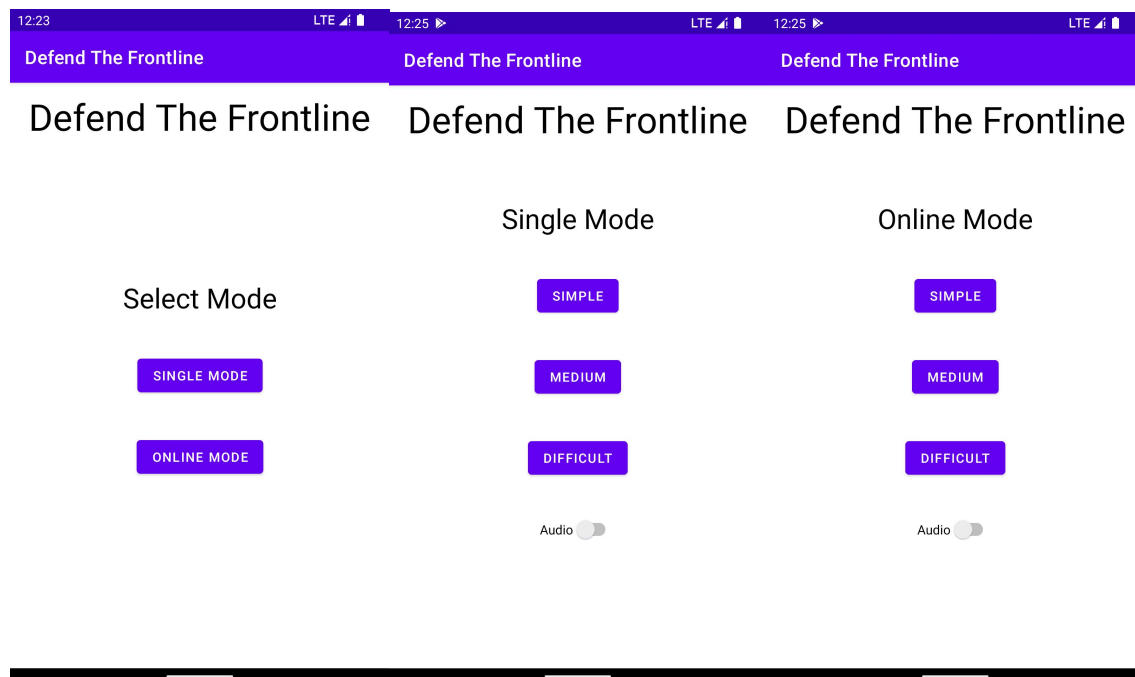 12:23
LTE
Defend The Frontline
Defend The Frontline
Select Mode
SINGLE MODE
ONLINE MODE
12:25
LTE
Defend The Frontline
Defend The Frontline
Single Mode
SIMPLE
MEDIUM
DIFFICULT
Audio
12:25
LTE
Defend The Frontline
Defend The Frontline
Online Mode
SIMPLE
MEDIUM
DIFFICULT
Audio